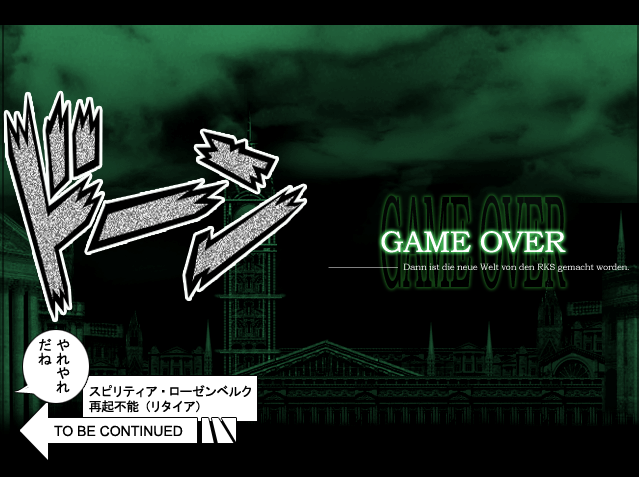 ドーン
GAME OVER
GAME OVER
Dann ist die neue Welt von den RKS gemacht worden.
やれやれ
だね
スピリティア・ローゼンベルク
再起不能（リタイア）
TO BE CONTINUED